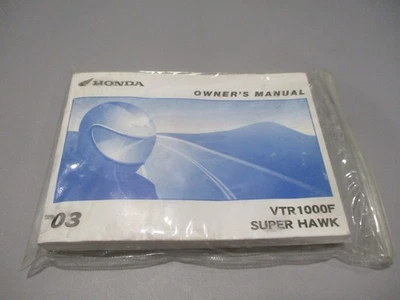 HONDA
OWNER'S MANUAL
03
VTR1000F
SUPER HAWK